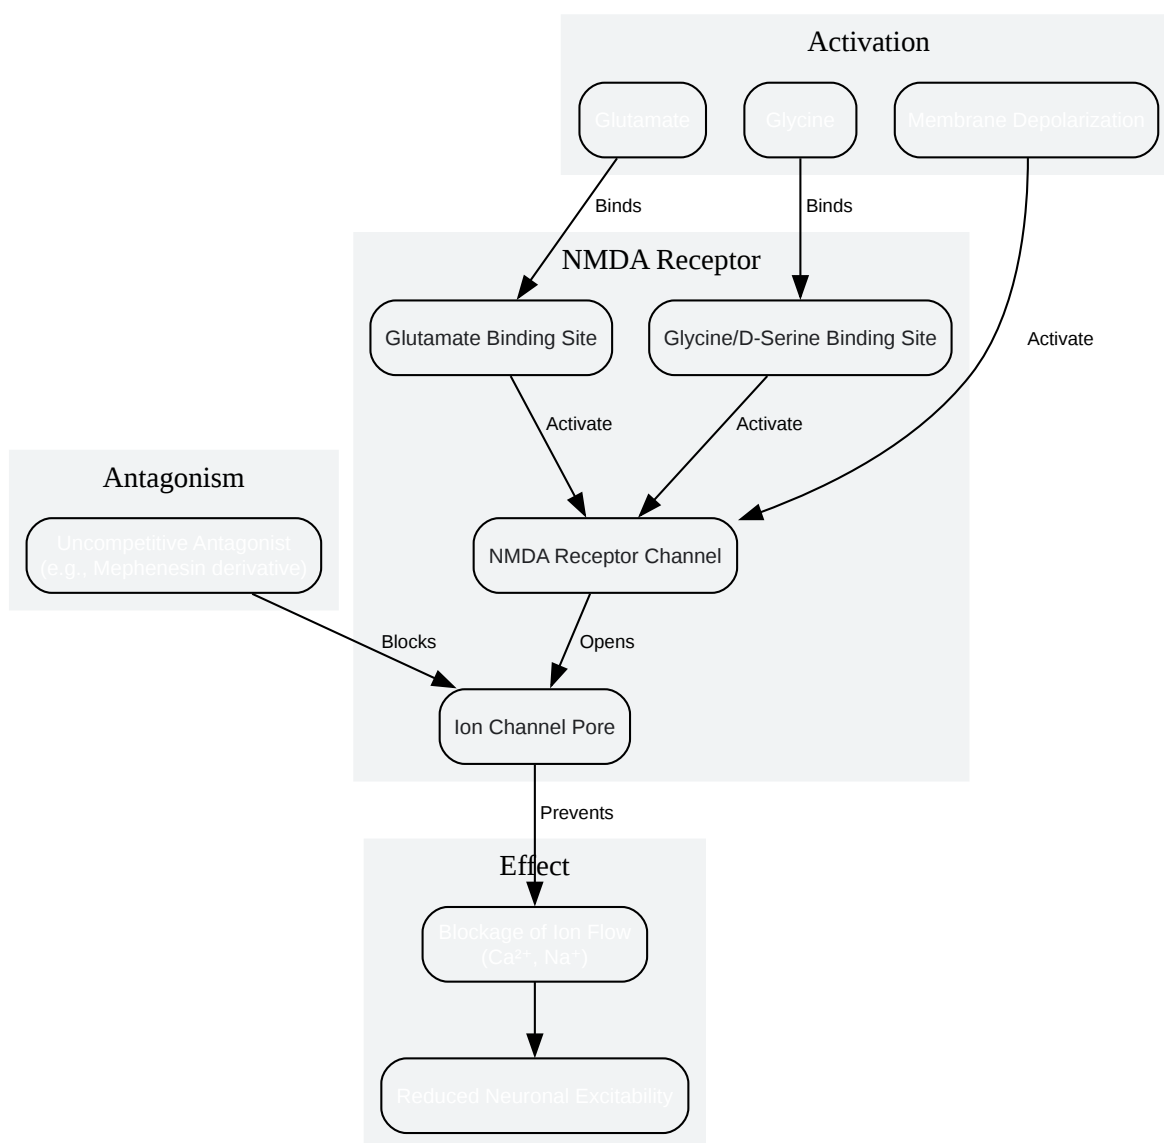 Activation
Glutamate
Glycine
Membrane Depolarization
Binds
Binds
NMDA Receptor
Glutamate Binding Site
Glycine/D-Serine Binding Site
Activate
Activate
Activate
Antagonism
Uncompetitive Antagonist
(e.g., Mephenesin derivative)
NMDA Receptor Channel
Blocks
Opens
Ion Channel Pore
Prevents
Effect
Blockage of Ion Flow
(Ca²⁺, Na⁺)
Reduced Neuronal Excitability